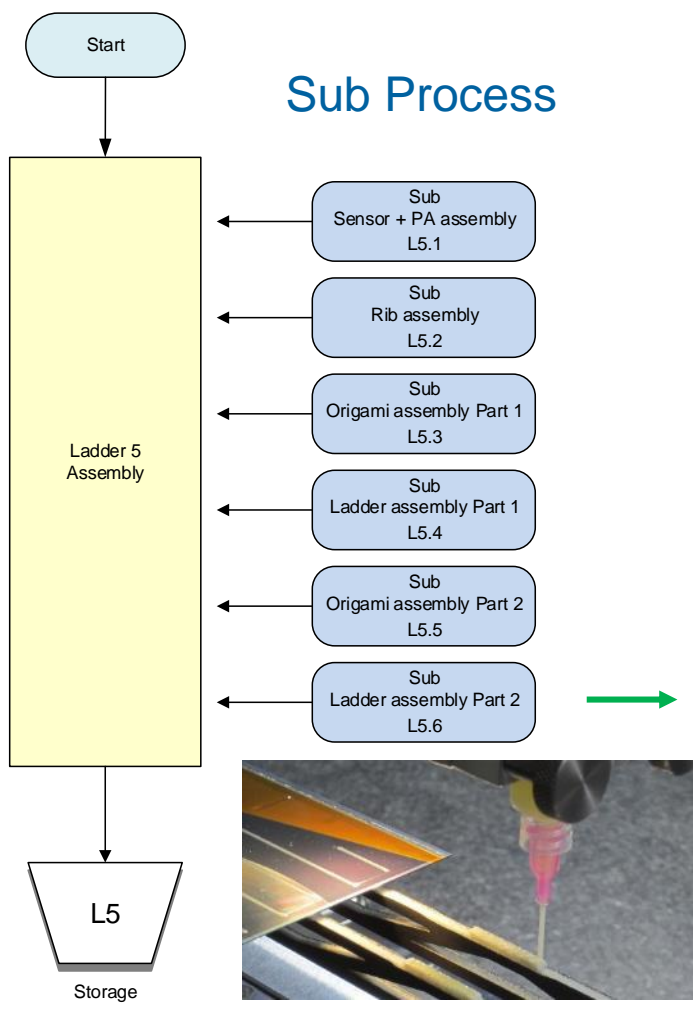 Start
Sub Process
Sub
Sensor + PA assembly
L5.1
Sub
Rib assembly
L5.2
Sub
Origami assembly Part 1
L5.3
Ladder 5
Assembly
Sub
Ladder assembly Part 1
L5.4
Sub
Origami assembly Part 2
L5.5
Sub
Ladder assembly Part 2
L5.6
L5
Storage